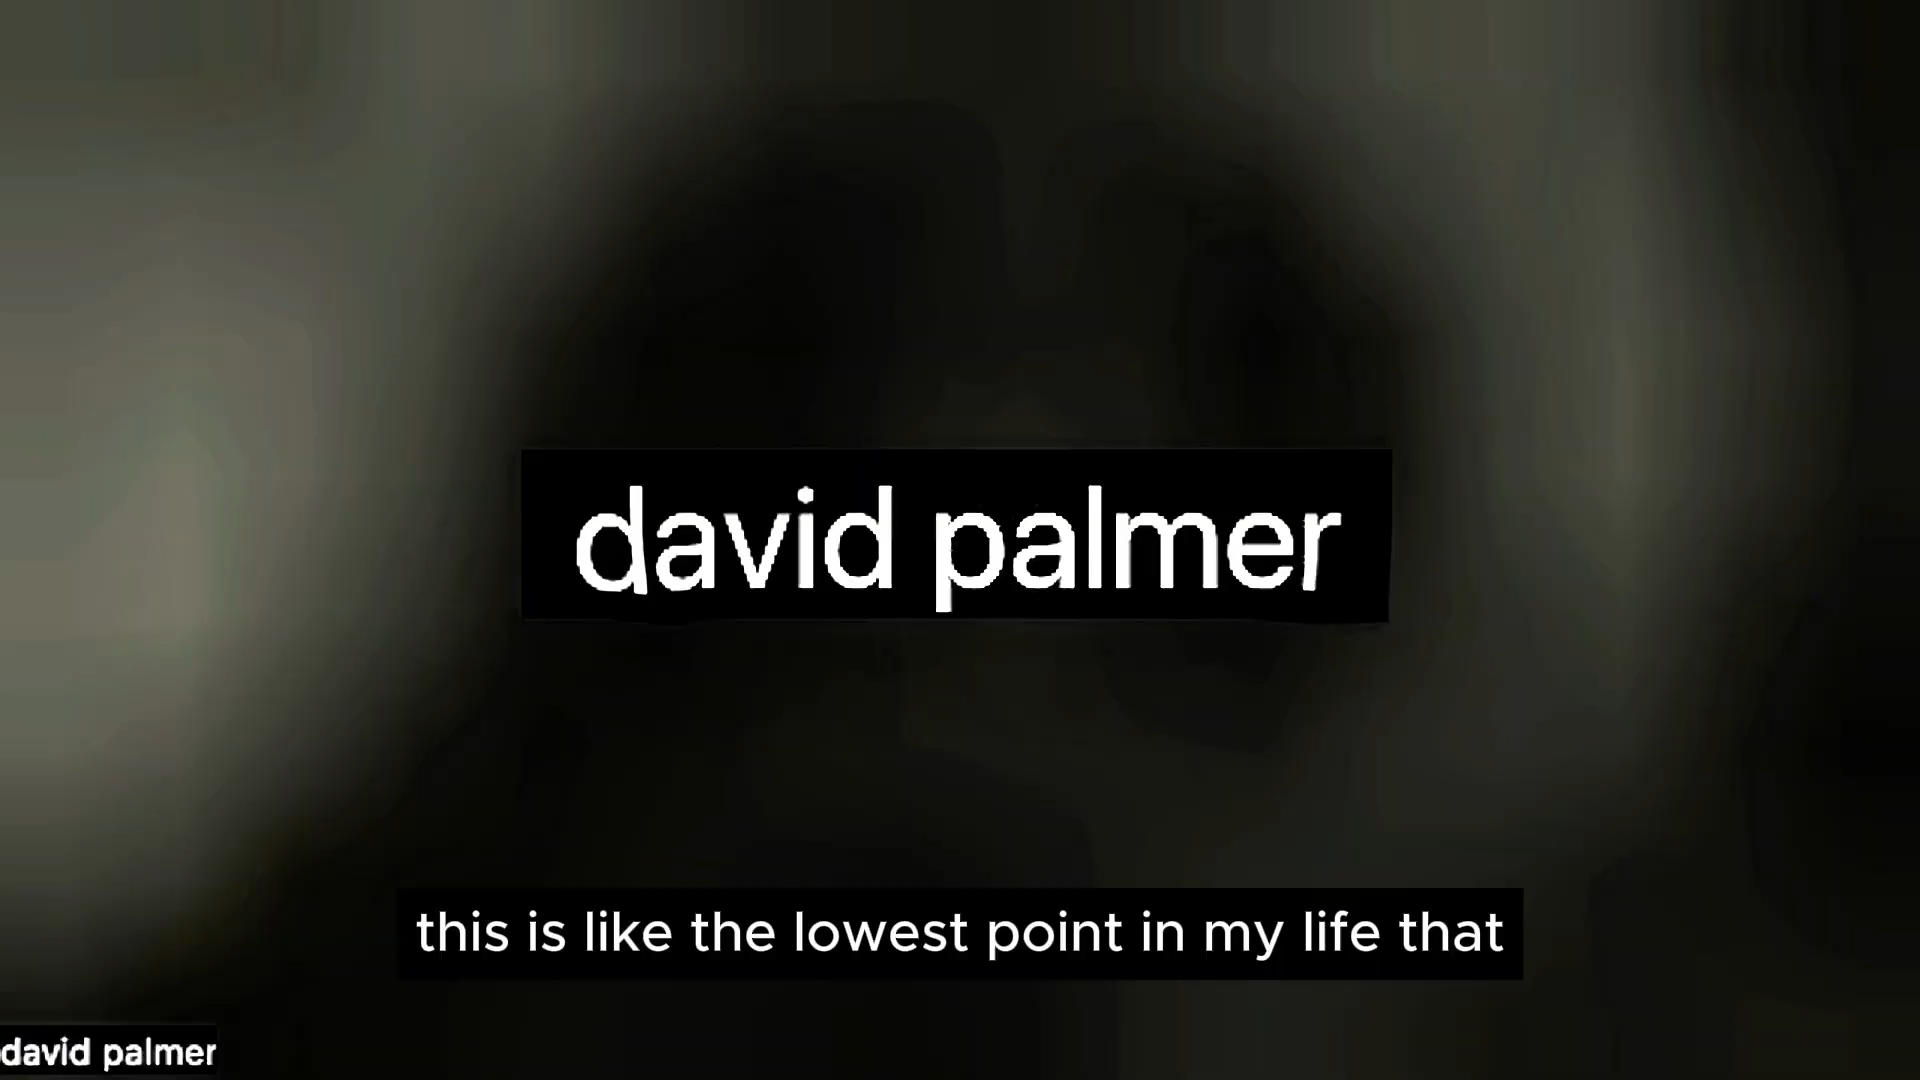 david palmer
this is like the lowest point in my life that
david palmer